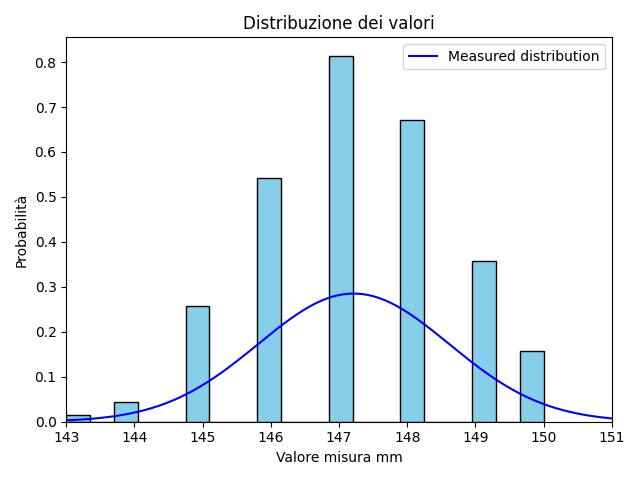 Distribuzione dei valori
Measured distribution
0.8
0.7
0.6
0.5
0.4
0.3
0.2
0.1
0.0
Probabilità
143 144 145 146 147 148 149 150 151
Valore misura mm